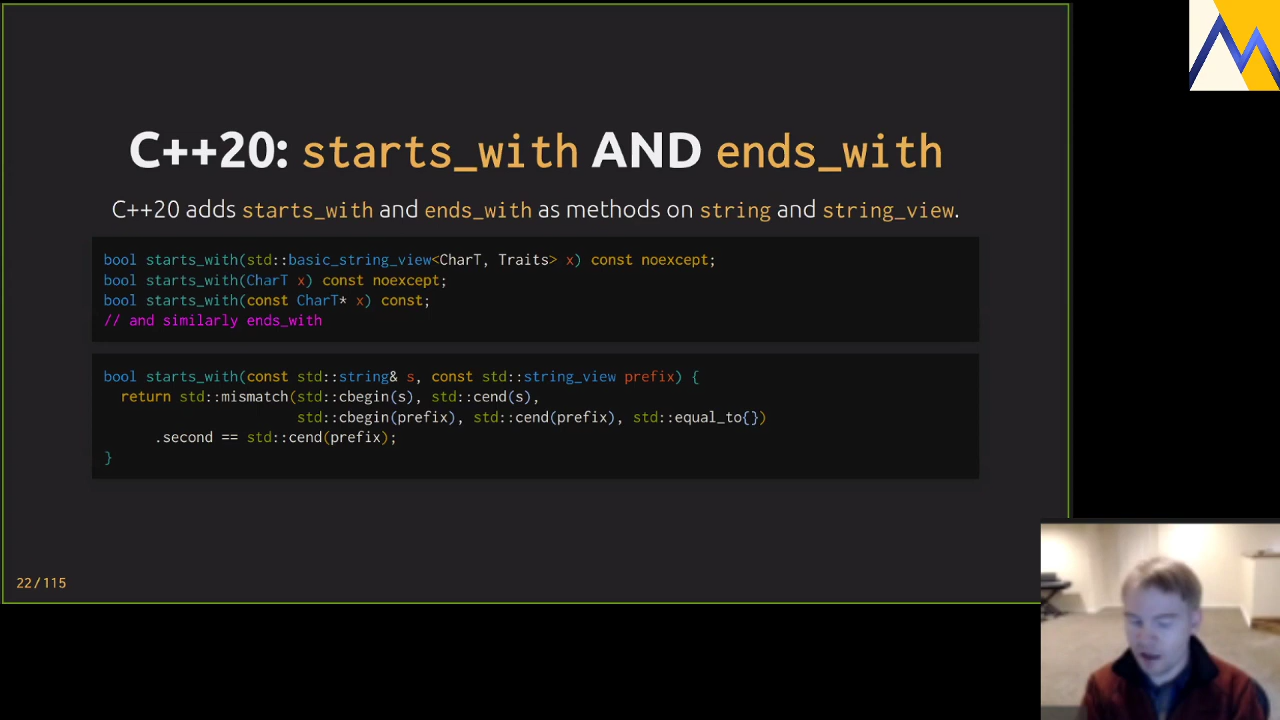 C++20: starts_with AND ends_with
C++20 adds starts_with and ends_with as methods on string and string_view.
bool starts_with(std::basic_string_view<CharT, Traits> x) const noexcept;
bool starts_with(CharT x) const noexcept;
bool starts_with(const CharT* x) const;
// and similarly ends_with
bool starts_with(const std::string& s, const std::string_view prefix) {
return std::mismatch(std::cbegin(s), std::cend(s),
std::cbegin(prefix), std::cend(prefix), std::equal_to{})
.second == std::cend(prefix);
}
22/115